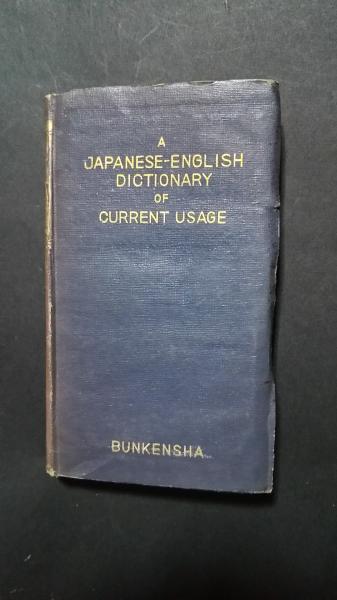 A
JAPANESE-ENGLISH
DICTIONARY
OF
CURRENT USAGE
BUNKENSHA